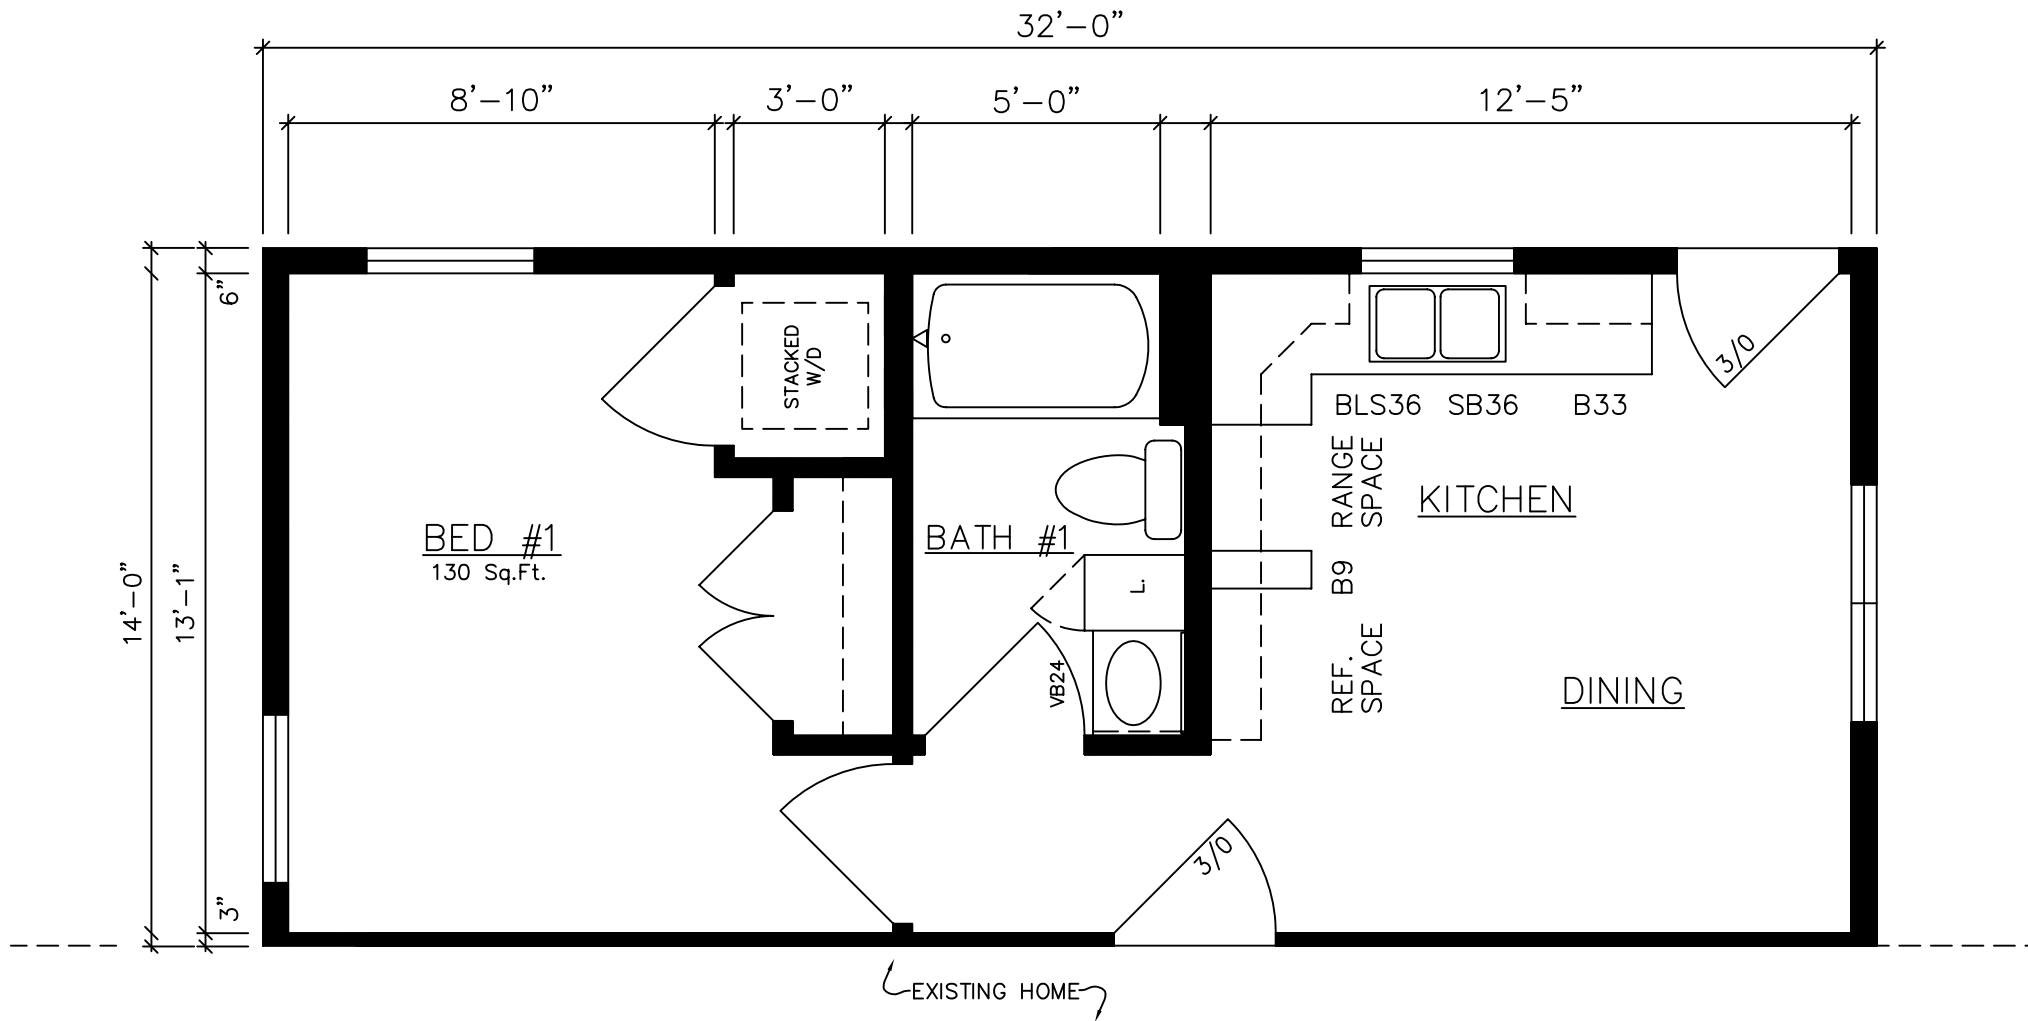 32'-0"
8'-10"
3'-0"
5'-0"
12'-5"
6"
14'-0"
13'-1"
3"
STACKED
W/D
3/0
BLS36
SB36
B33
RANGE
SPACE
KITCHEN
BED #1
130 Sq.Ft.
BATH #1
L.
B9
VB24
REF.
SPACE
DINING
3/0
EXISTING HOME